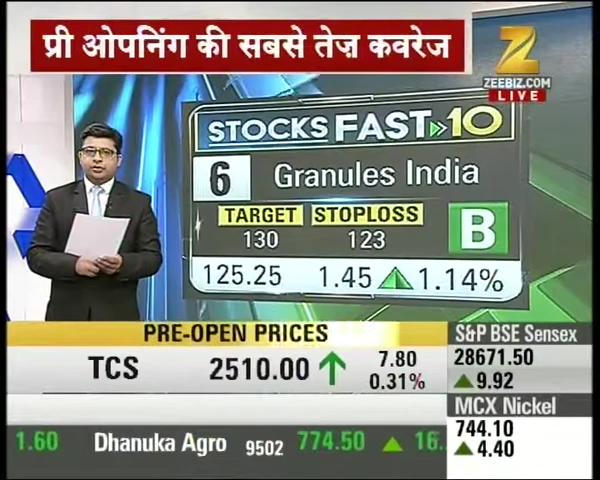 प्री ओपनिंग की सबसे तेज़ कवरेज
Z
ZEEBIZ.COM
LIVE
STOCKS FAST 10
6 Granules India
TARGET STOPLOSS
130 123
B
125.25 1.45 1.14%
PRE-OPEN PRICES
TCS 2510.00 7.80
0.31%
S&P BSE Sensex
28671.50
9.92
MCX Nickel
744.10
4.40
1.60 Dhanuka Agro 9502 774.50 16.